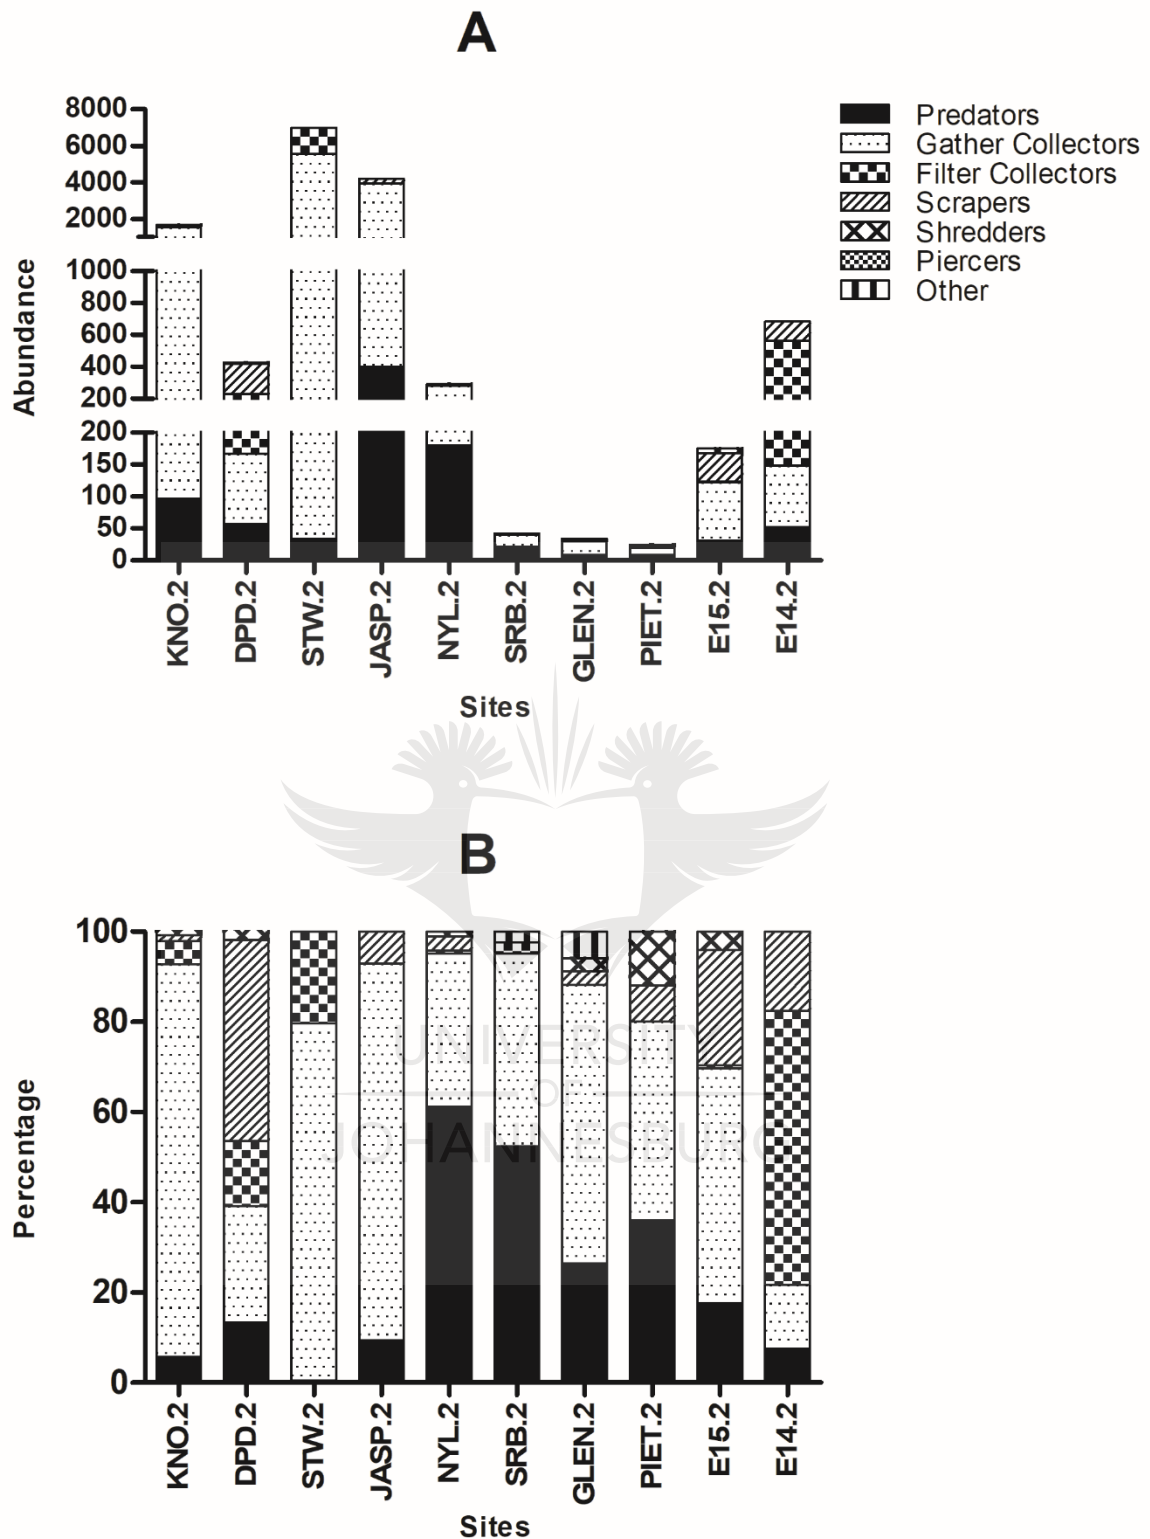 A
8000
6000
4000
2000
1000
800
600
400
200
200
150
100
50
0
Abundance
KNO.2
DPD.2
STW.2
JASP.2
NYL.2
SRB.2
GLEN.2
PIET.2
E15.2
E14.2
Sites
Predators
Gather Collectors
Filter Collectors
Scrapers
Shredders
Piercers
Other
B
100
80
60
40
20
0
Percentage
UNIVERSITY
OF
JOHANNESBURG
KNO.2
DPD.2
STW.2
JASP.2
NYL.2
SRB.2
GLEN.2
PIET.2
E15.2
E14.2
Sites